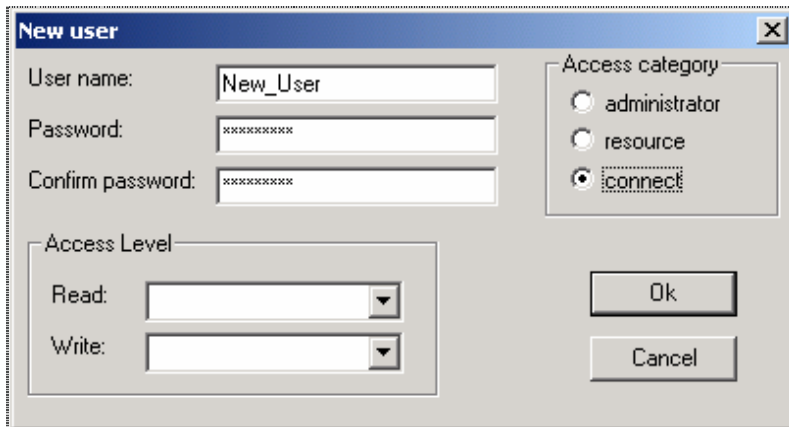 New user
User name:
New_User
Password:
*********
Confirm password:
*********
Access category
administrator
resource
connect
Access Level
Read:
Write:
Ok
Cancel